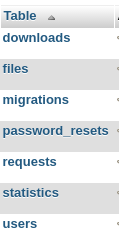 Table
downloads
files
migrations
password_resets
requests
statistics
users